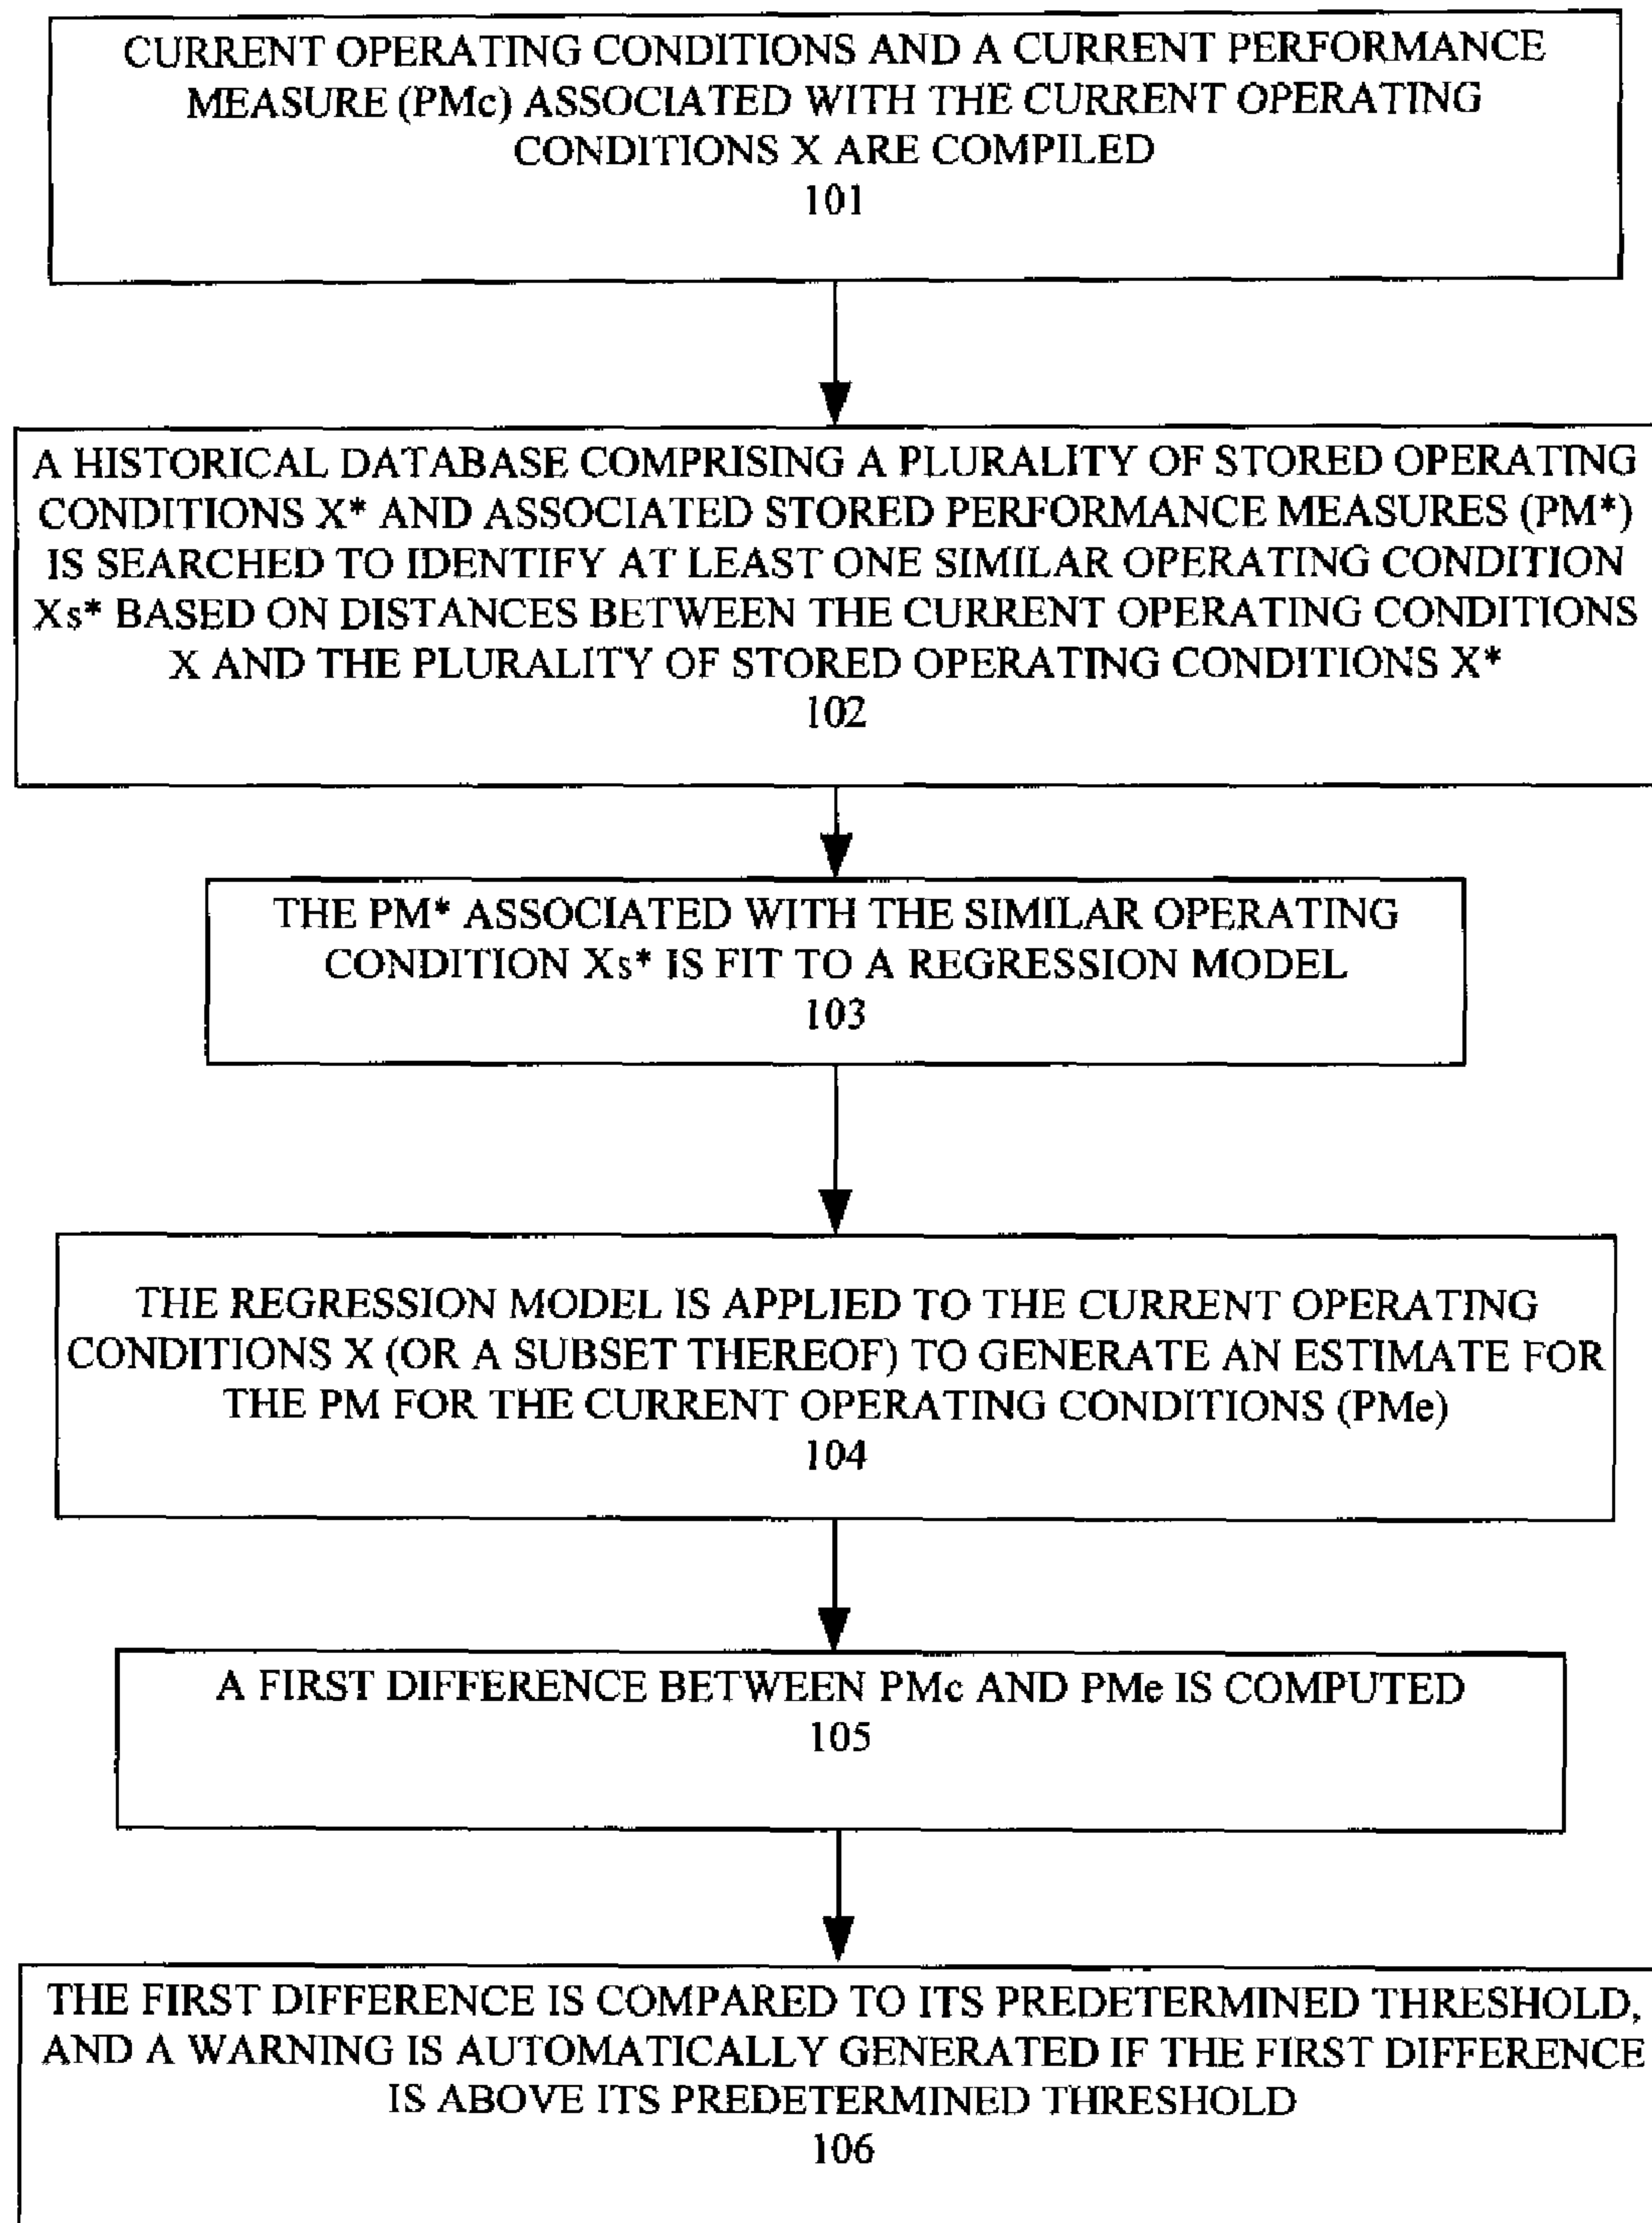 CURRENT OPERATING CONDITIONS AND A CURRENT PERFORMANCE
MEASURE (PMc) ASSOCIATED WITH THE CURRENT OPERATING
CONDITIONS X ARE COMPILED
101
A HISTORICAL DATABASE COMPRISING A PLURALITY OF STORED OPERATING
CONDITIONS X* AND ASSOCIATED STORED PERFORMANCE MEASURES (PM*)
IS SEARCHED TO IDENTIFY AT LEAST ONE SIMILAR OPERATING CONDITION
Xs* BASED ON DISTANCES BETWEEN THE CURRENT OPERATING CONDITIONS
X AND THE PLURALITY OF STORED OPERATING CONDITIONS X*
102
THE PM* ASSOCIATED WITH THE SIMILAR OPERATING
CONDITION Xs* IS FIT TO A REGRESSION MODEL
103
THE REGRESSION MODEL IS APPLIED TO THE CURRENT OPERATING
CONDITIONS X (OR A SUBSET THEREOF) TO GENERATE AN ESTIMATE FOR
THE PM FOR THE CURRENT OPERATING CONDITIONS (PMe)
104
A FIRST DIFFERENCE BETWEEN PMc AND PMe IS COMPUTED
105
THE FIRST DIFFERENCE IS COMPARED TO ITS PREDETERMINED THRESHOLD,
AND A WARNING IS AUTOMATICALLY GENERATED IF THE FIRST DIFFERENCE
IS ABOVE ITS PREDETERMINED THRESHOLD
106